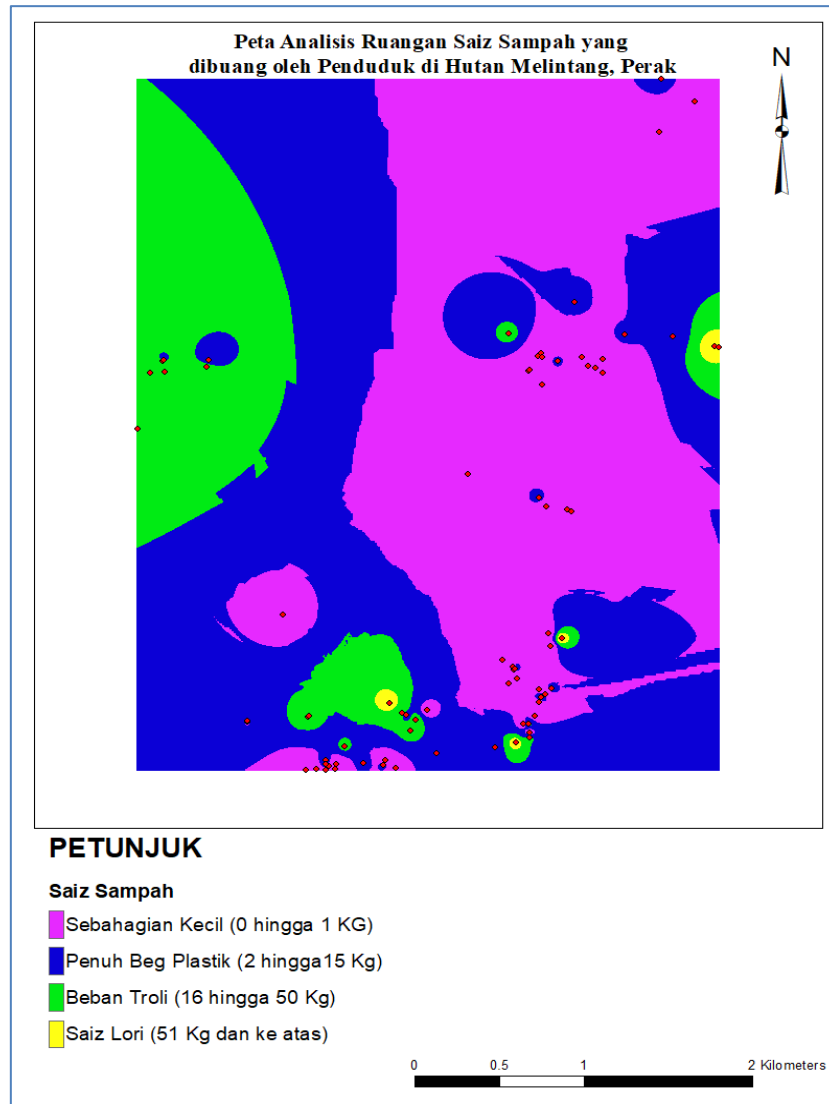 Peta Analisis Ruangan Saiz Sampah yang
dibuang oleh Penduduk di Hutan Melintang, Perak
N
PETUNJUK
Saiz Sampah
Sebahagian Kecil (0 hingga 1 KG)
Penuh Beg Plastik (2 hingga15 Kg)
Beban Troli (16 hingga 50 Kg)
Saiz Lori (51 Kg dan ke atas)
0 0.5 1 2 Kilometers